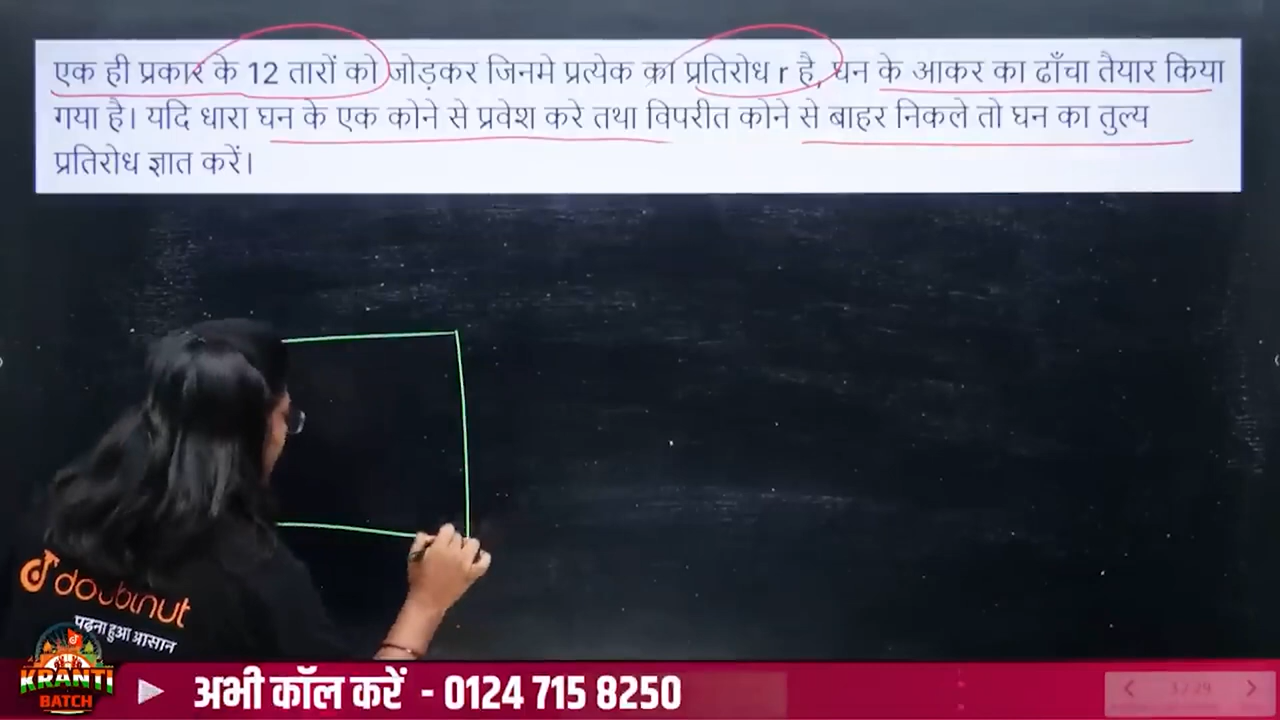 एक ही प्रकार के 12 तारों को जोड़कर जिनमे प्रत्येक का प्रतिरोध r है, घन के आकर का ढाँचा तैयार किया
गया है। यदि धारा घन के एक कोने से प्रवेश करे तथा विपरीत कोने से बाहर निकले तो घन का तुल्य
प्रतिरोध ज्ञात करें।
doubtnut
पढ़ना हुआ आसान
KRANTI
BATCH
अभी कॉल करें - 0124 715 8250